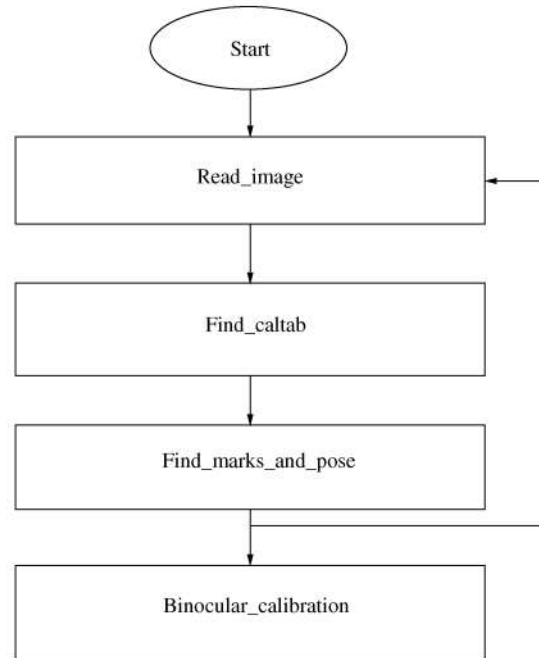 Start
Read_image
Find_caltab
Find_marks_and_pose
Binocular_calibration